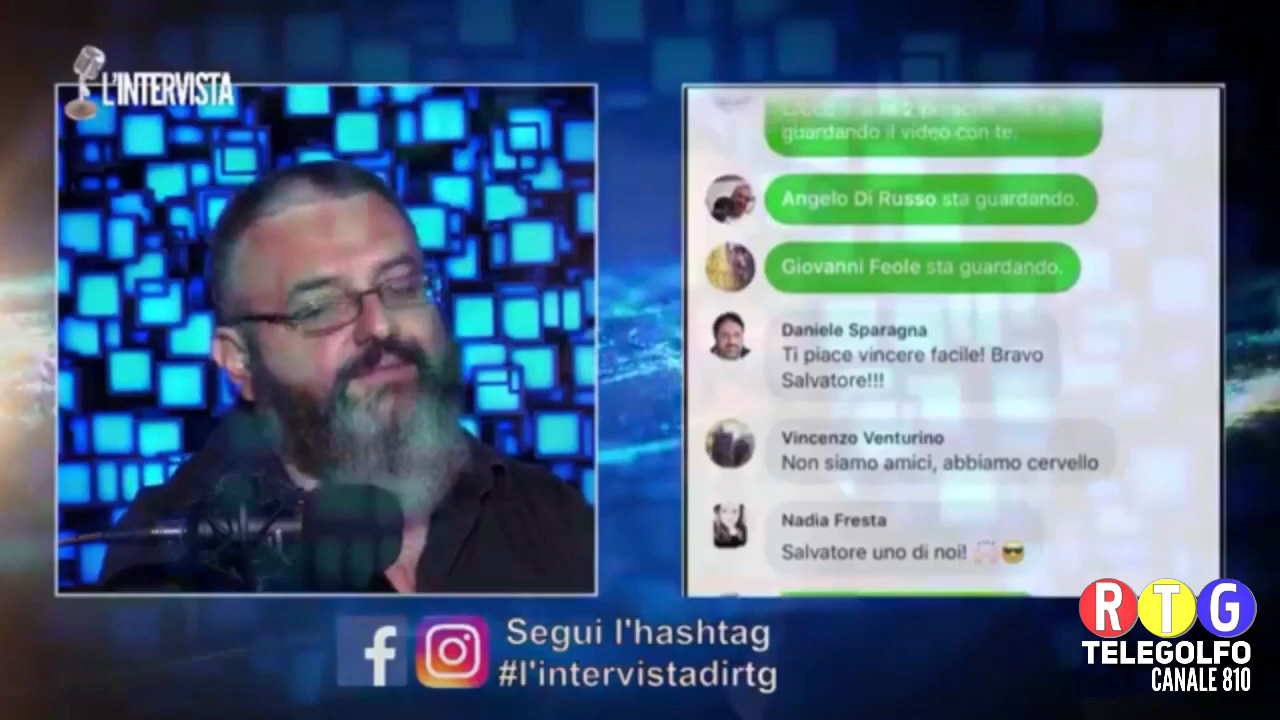 L'INTERVISTA
guardando il video con te.
Angelo Di Russo sta guardando.
Giovanni Feole sta guardando.
Daniele Sparagna
Ti piace vincere facile! Bravo
Salvatore!!!
Vincenzo Venturino
Non siamo amici, abbiamo cervello
Nadia Fresta
Salvatore uno di noi! 😎
Segui l'hashtag
#l'intervistadirtg
RTG
TELEGOLFO
CANALE 810